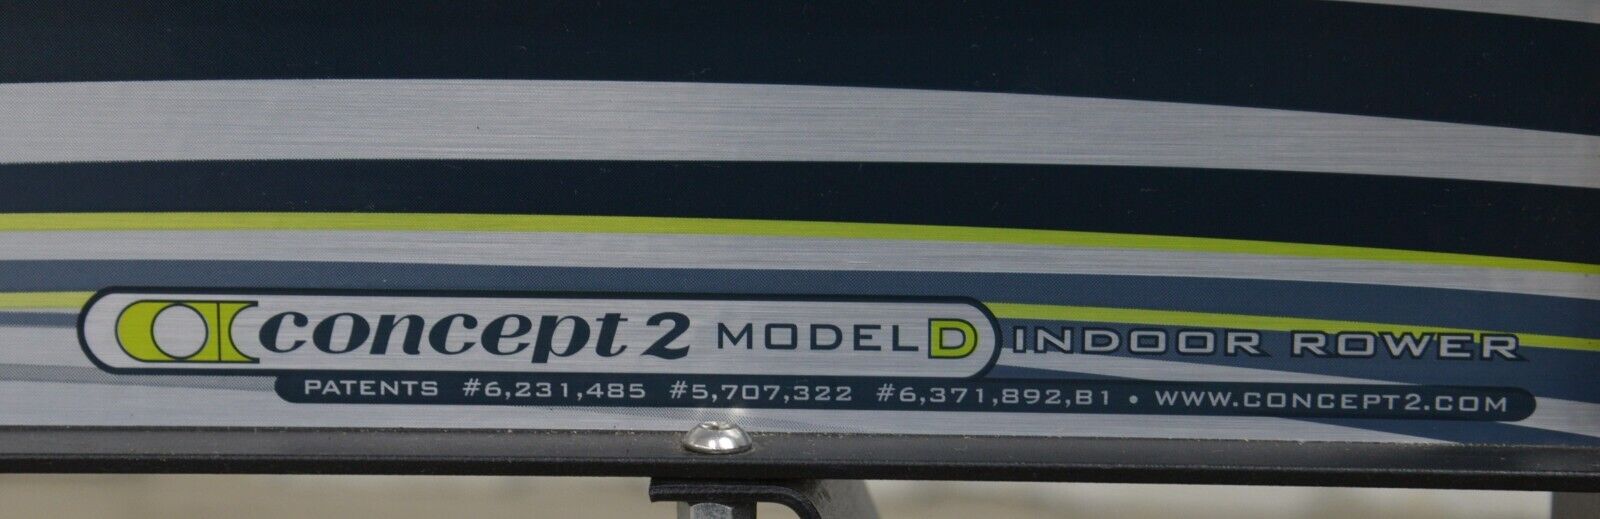 concept 2 MODEL D INDOOR ROWER
PATENTS #6,231,485 #5,707,322 #6,371,892,B1 • WWW.CONCEPT2.COM